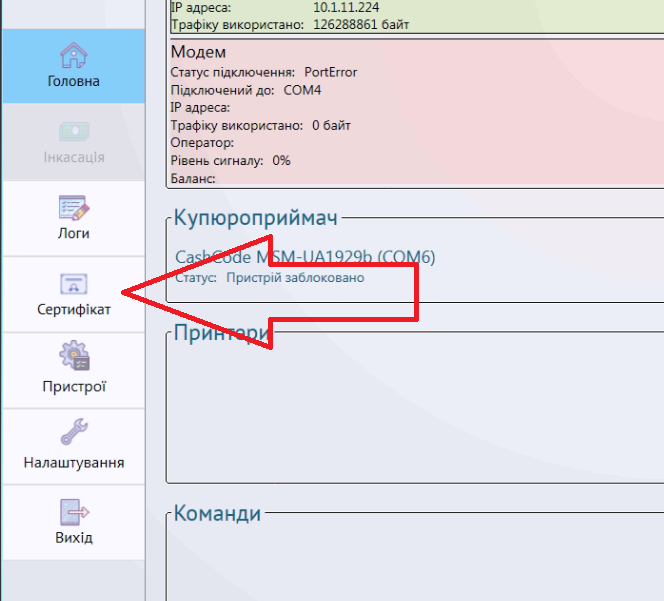 IP адреса: 10.1.11.224
Трафіку використано: 126288861 байт
Модем
Статус підключення: PortError
Підключений до: COM4
IP адреса:
Трафіку використано: 0 байт
Оператор:
Рівень сигналу: 0%
Баланс:
Купюроприймач
CashCode MSM-UA1929b (COM6)
Статус: Пристрій заблоковано
Принтери
Команди
Головна
Інкасація
Логи
Сертифікат
Пристрої
Налаштування
Вихід